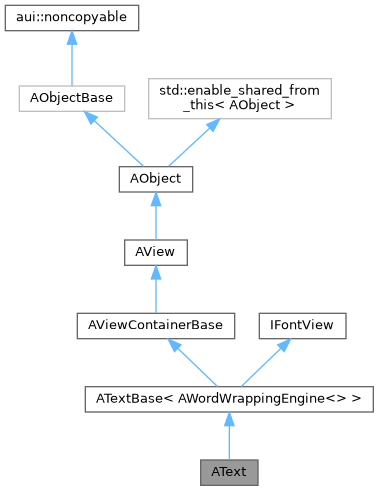 aui::noncopyable
AObjectBase
std::enable_shared_from
_this< AObject >
AObject
AView
AViewContainerBase
IFontView
ATextBase< AWordWrappingEngine<> >
AText